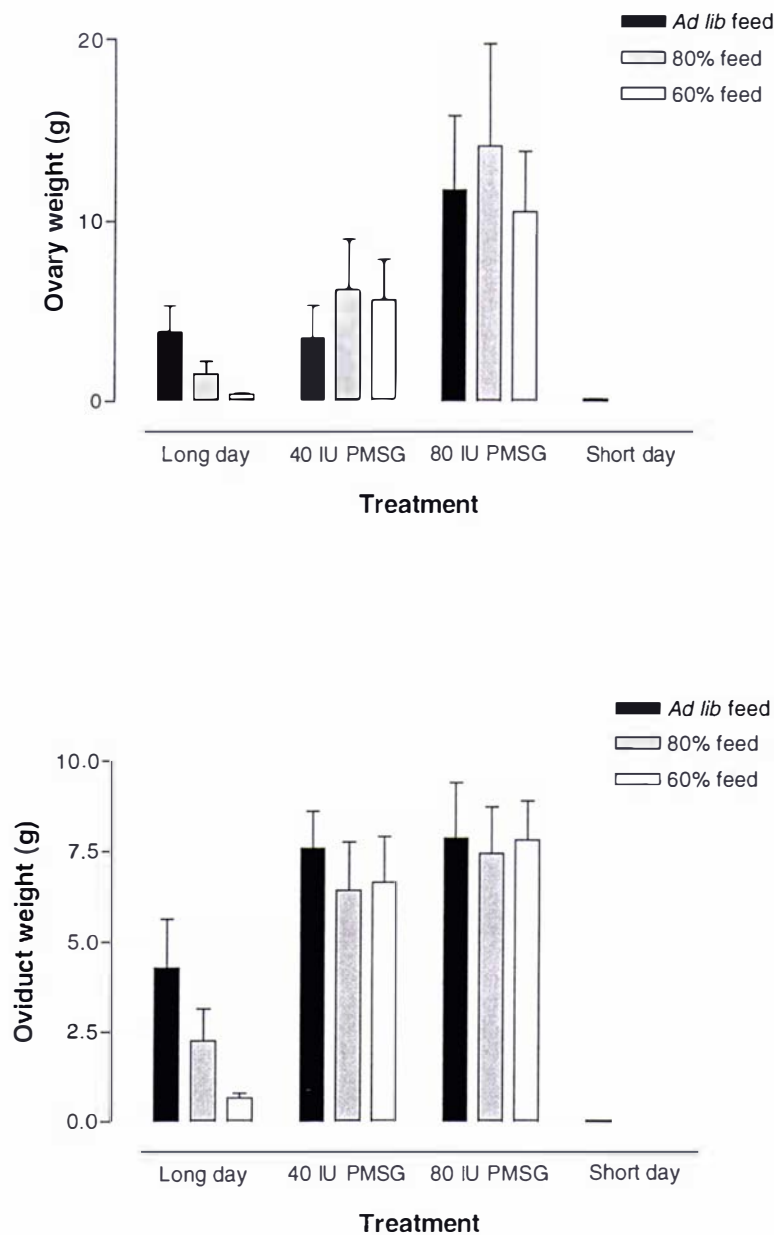 Ad lib feed
80% feed
60% feed
20
10
0
Ovary weight (g)
Long day 40 IU PMSG 80 IU PMSG Short day
Treatment
Ad lib feed
80% feed
60% feed
10.0
7.5
5.0
2.5
0.0
Oviduct weight (g)
Long day 40 IU PMSG 80 IU PMSG Short day
Treatment